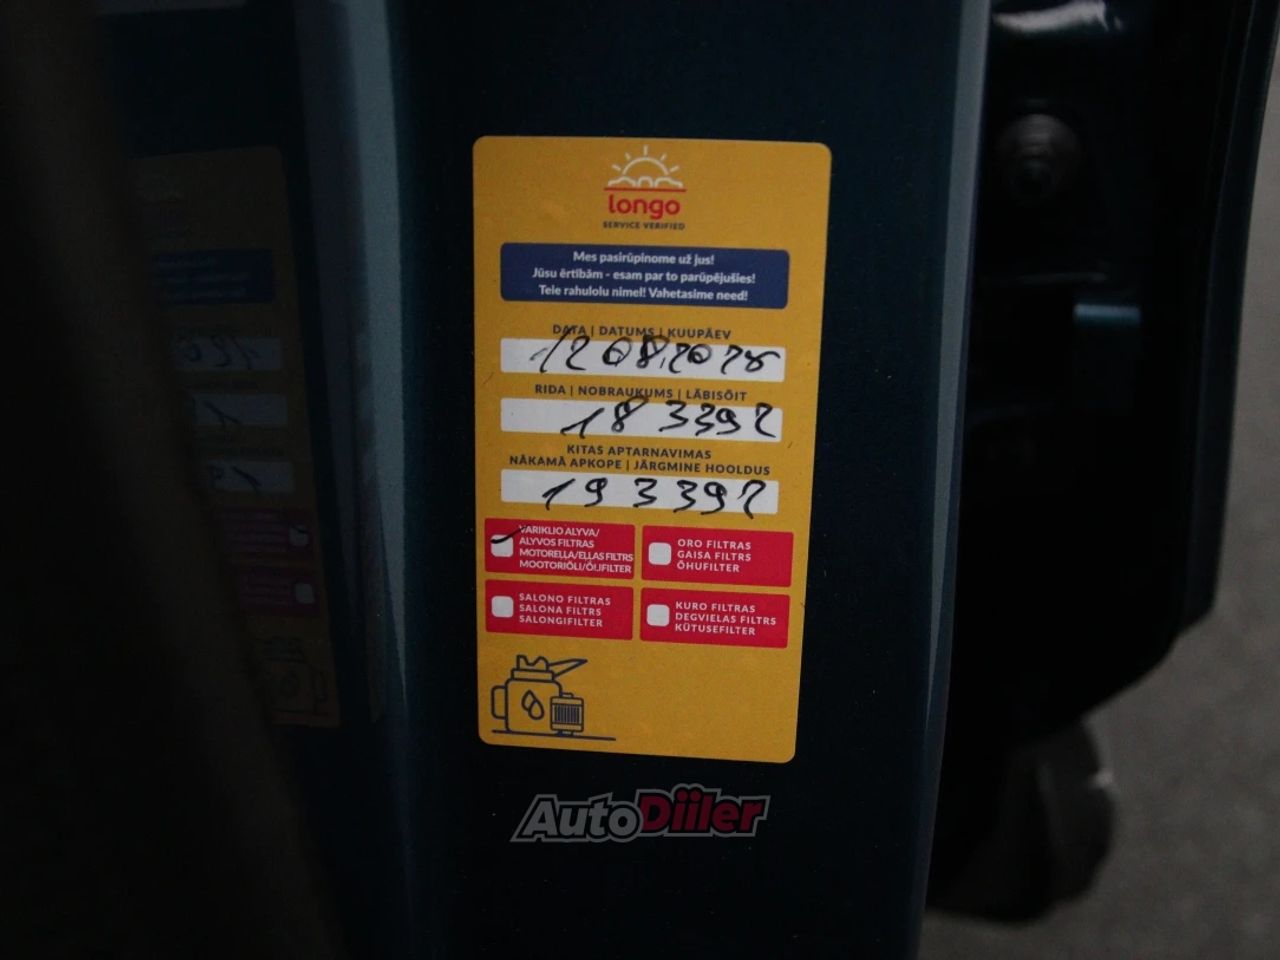 longo
SERVICE VERIFIED
Mes pasirūpinome už jus!
Jūsu ērtībām - esam par to parūpējušies!
Teie rahulolu nimel! Vahetasime need!
DATA | DATUMS | KUUPÄEV
12 08.20
RIDA | NOBRAUKUMS | LÄBISÕIT
183392
KITAS APTARNAVIMAS
NĀKAMĀ APKOPE | JÄRGMINE HOOLDUS
193392
VARIKLIO ALYVA/
ALYVOS FILTRAS
MOTOREĻĻA/EĻĻAS FILTRS
MOOTORIÕLI/ÕLIFILTER
ORO FILTRAS
GAISA FILTRS
ÕHUFILTER
SALONO FILTRAS
SALONA FILTRS
SALONGIFILTER
KURO FILTRAS
DEGVIELAS FILTRS
KÜTUSEFILTER
AutoDiiler